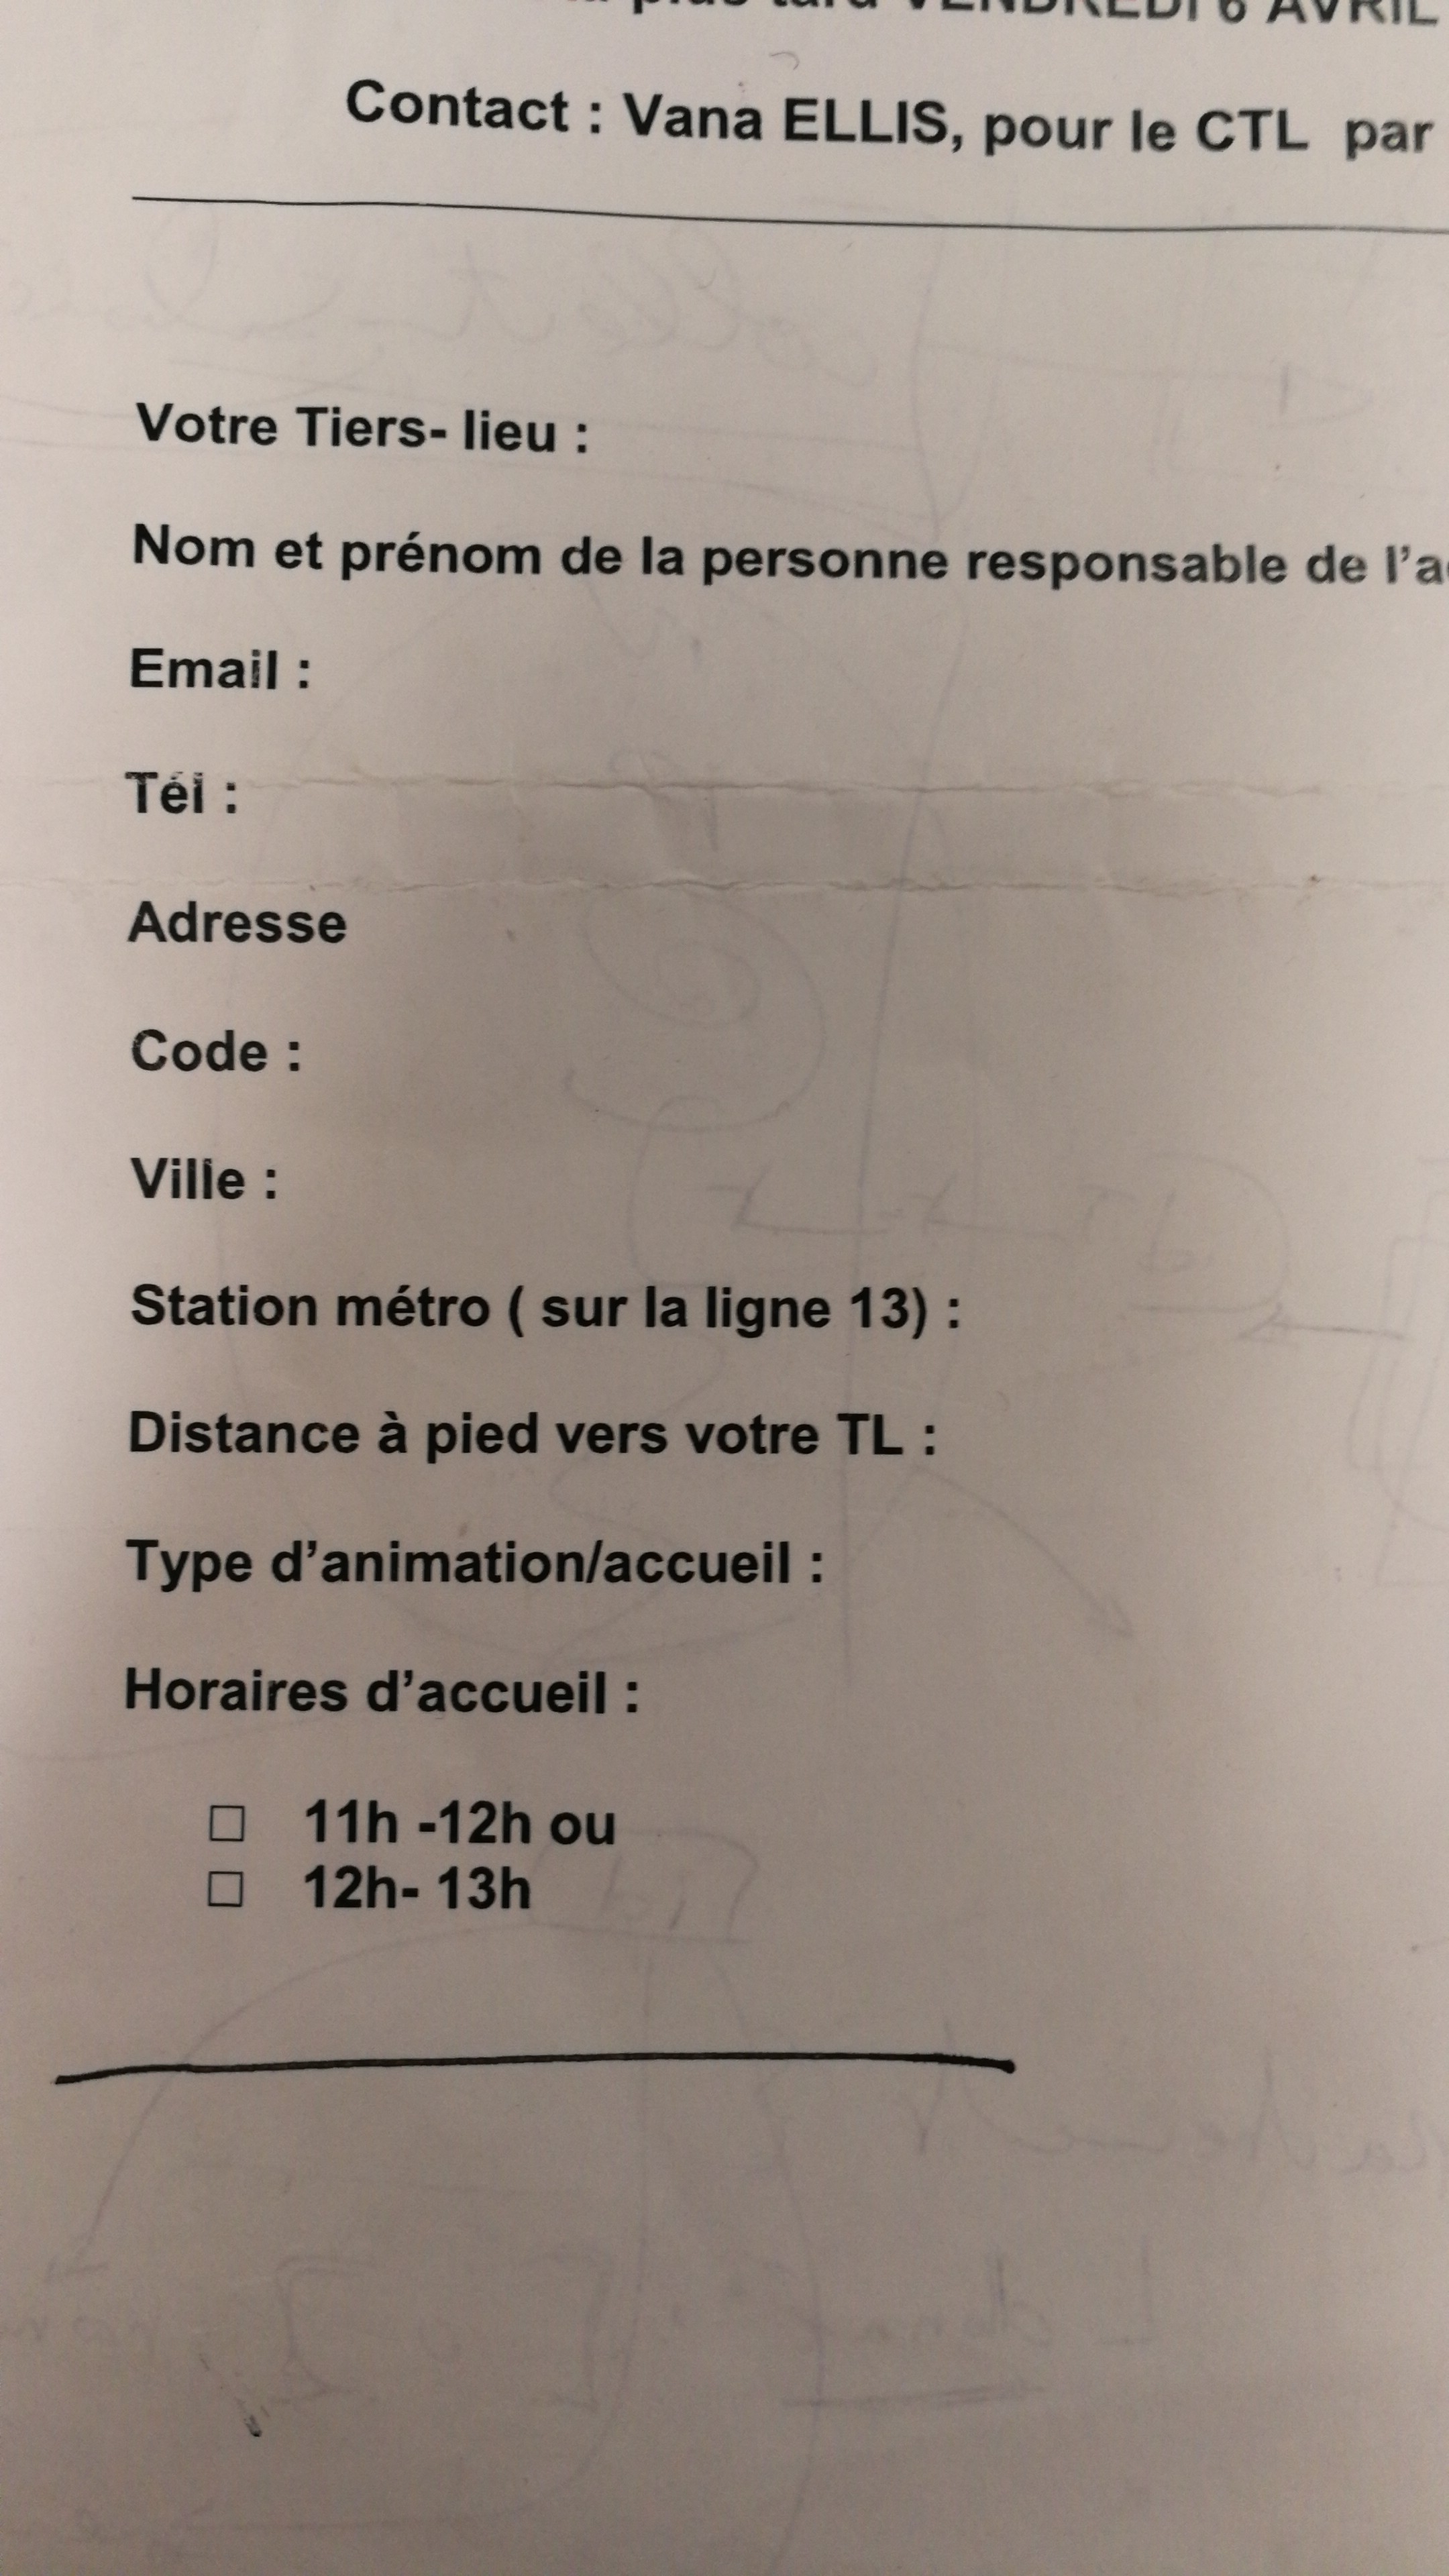 plus tard VENDREDI 6 AVRIL
Contact : Vana ELLIS, pour le CTL par
Votre Tiers- lieu :
Nom et prénom de la personne responsable de l'a
Email :
Tél :
Adresse
Code :
Ville :
Station métro ( sur la ligne 13) :
Distance à pied vers votre TL :
Type d'animation/accueil :
Horaires d'accueil :
□ 11h -12h ou
□ 12h- 13h